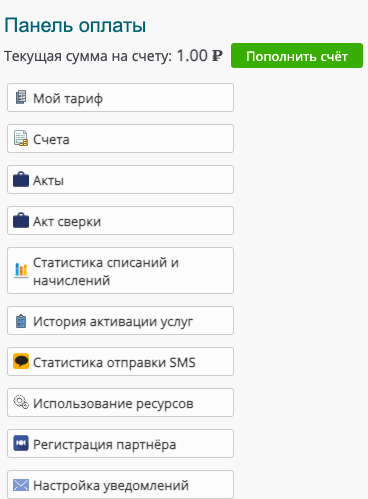 Панель оплаты
Текущая сумма на счету: 1.00 ₽ Пополнить счёт
Мой тариф
Счета
Акты
Акт сверки
Статистика списаний и
начислений
История активации услуг
Статистика отправки SMS
Использование ресурсов
Регистрация партнёра
Настройка уведомлений